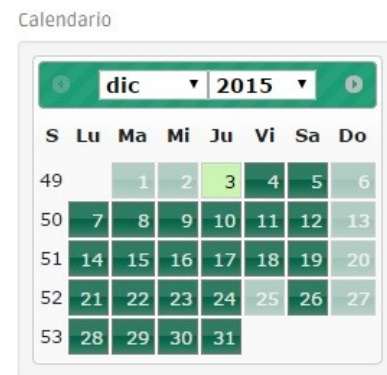 Calendario
dic 2015
S Lu Ma Mi Ju Vi Sa Do
49 1 2 3 4 5 6
50 7 8 9 10 11 12 13
51 14 15 16 17 18 19 20
52 21 22 23 24 25 26 27
53 28 29 30 31